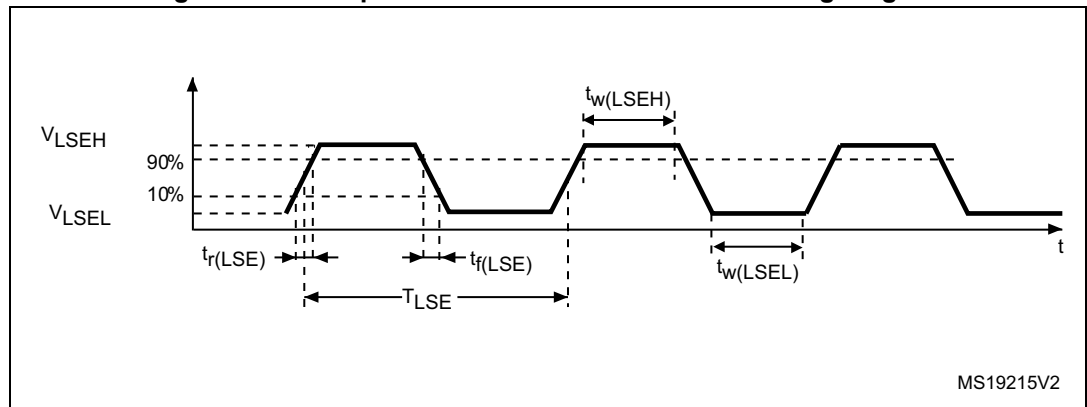 V_LSEH
90%
10%
V_LSEL
t_r(LSE)
t_f(LSE)
T_LSE
t_w(LSEH)
t_w(LSEL)
t
MS19215V2